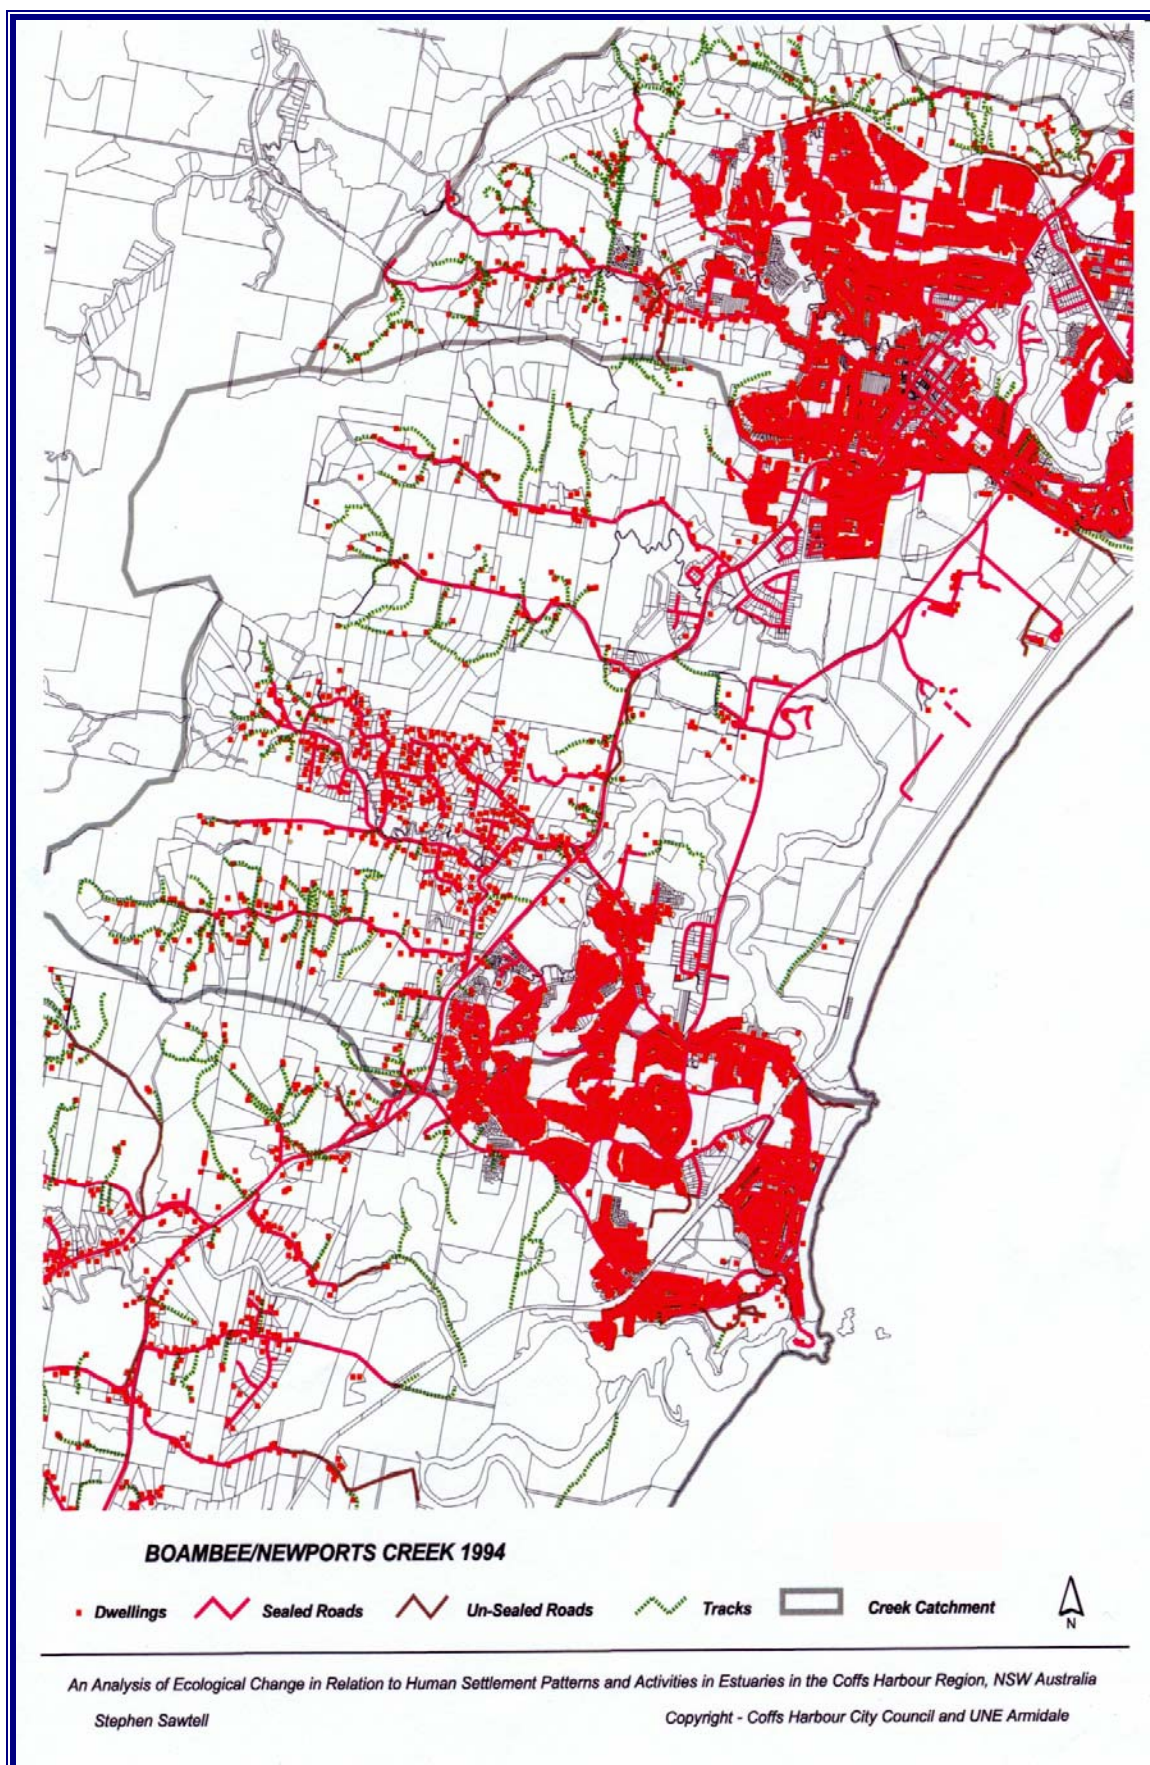 BOAMBEE/NEWPORTS CREEK 1994
Dwellings Sealed Roads Un-Sealed Roads Tracks Creek Catchment N
An Analysis of Ecological Change in Relation to Human Settlement Patterns and Activities in Estuaries in the Coffs Harbour Region, NSW Australia
Stephen Sawtell Copyright - Coffs Harbour City Council and UNE Armidale